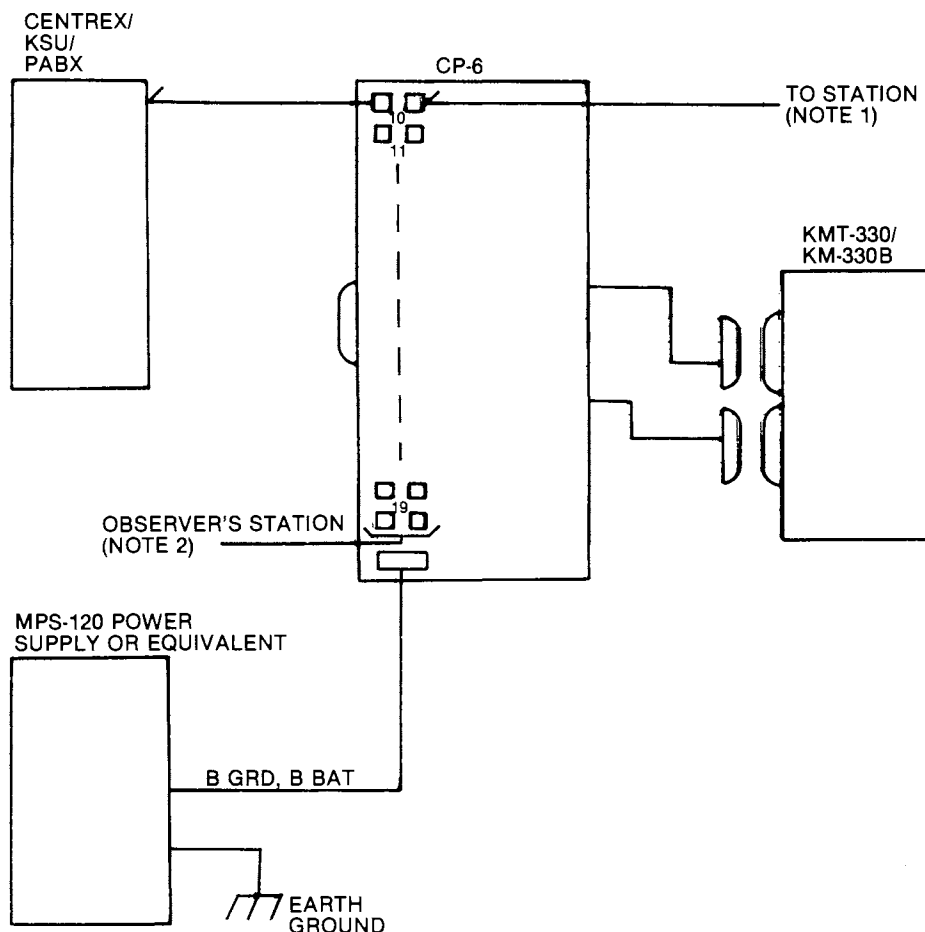 CENTREX/
KSU/
PABX
CP-6
10
11
TO STATION
(NOTE 1)
KMT-330/
KM-330B
19
OBSERVER'S STATION
(NOTE 2)
MPS-120 POWER
SUPPLY OR EQUIVALENT
B GRD, B BAT
EARTH
GROUND